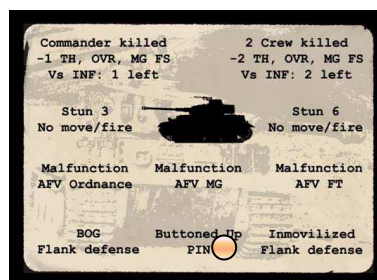 Commander killed
-1 TH, OVR, MG FS
Vs INF: 1 left
2 Crew killed
-2 TH, OVR, MG FS
Vs INF: 2 left
Stun 3
No move/fire
Stun 6
No move/fire
Malfunction
AFV Ordnance
Malfunction
AFV MG
Malfunction
AFV FT
BOG
Flank defense
Buttoned Up
PIN
Inmovilized
Flank defense